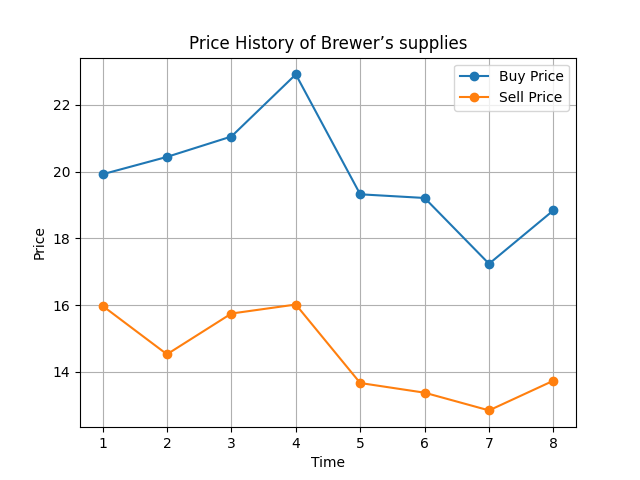 Price History of Brewer’s supplies
Buy Price
Sell Price
Price
22
20
18
16
14
1 2 3 4 5 6 7 8
Time